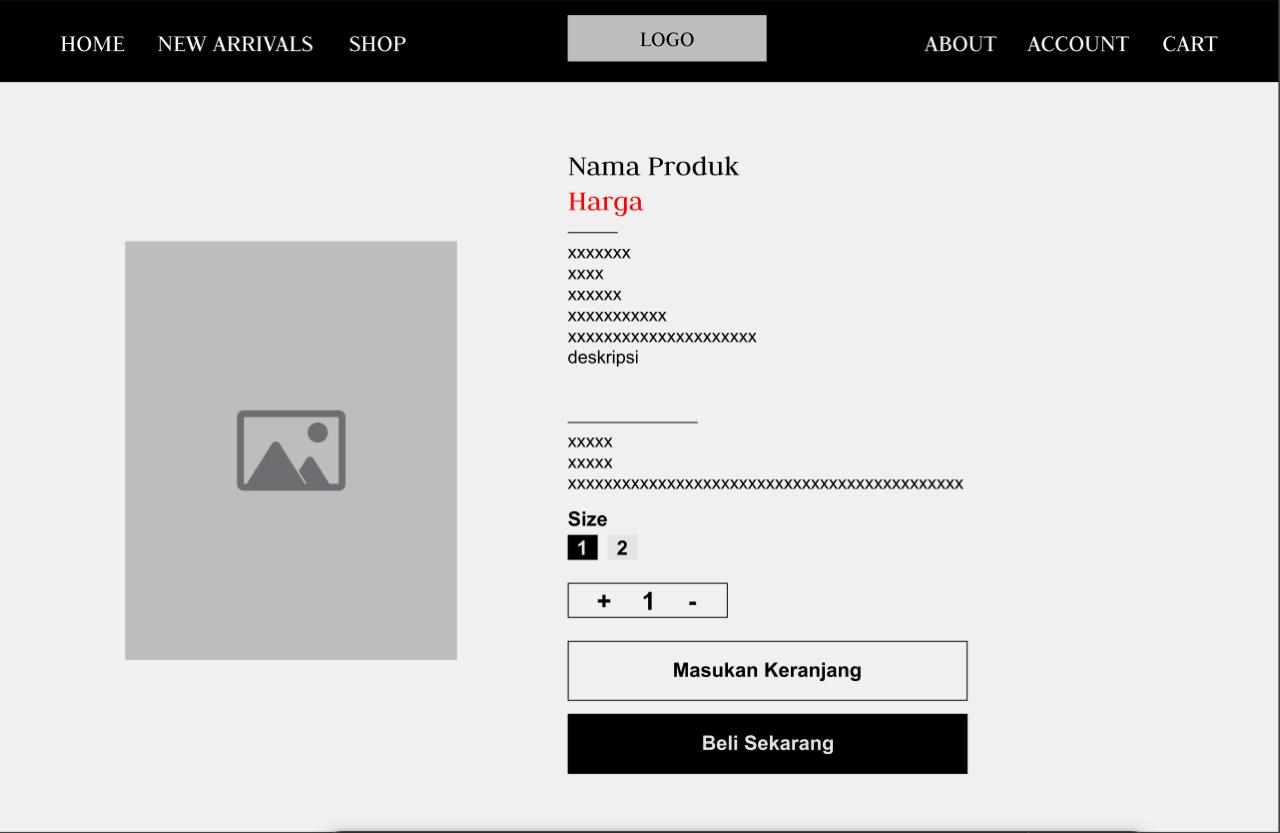 HOME NEW ARRIVALS SHOP LOGO ABOUT ACCOUNT CART
Nama Produk
Harga
xxxxxxx
xxxx
xxxxxx
xxxxxxxxxxx
xxxxxxxxxxxxxxxxxxxxx
deskripsi
xxxxx
xxxxx
xxxxxxxxxxxxxxxxxxxxxxxxxxxxxxxxxxxxxxxxxxxx
Size
1 2
+ 1 -
Masukan Keranjang
Beli Sekarang